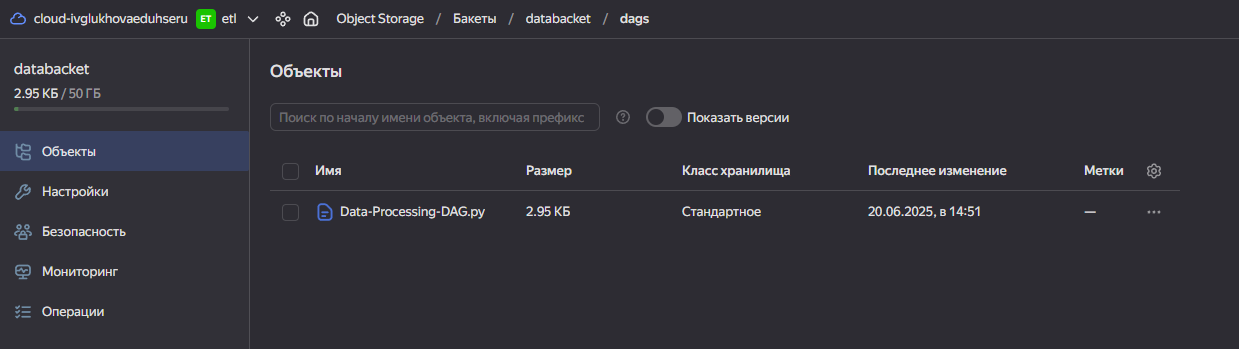 cloud-ivglukhovaeduhseru ET etl Object Storage / Бакеты / databacket / dags
databacket
2.95 КБ / 50 ГБ
Объекты
Настройки
Безопасность
Мониторинг
Операции
Объекты
Поиск по началу имени объекта, включая префикс ? Показать версии
Имя Размер Класс хранилища Последнее изменение Метки
Data-Processing-DAG.py 2.95 КБ Стандартное 20.06.2025, в 14:51 —